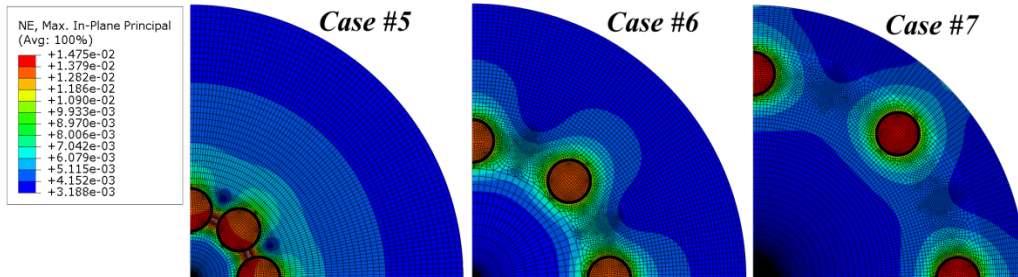 NE, Max. In-Plane Principal
(Avg: 100%)
+1.475e-02
+1.379e-02
+1.282e-02
+1.186e-02
+1.090e-02
+9.933e-03
+8.970e-03
+8.006e-03
+7.042e-03
+6.079e-03
+5.115e-03
+4.152e-03
+3.188e-03
Case #5
Case #6
Case #7